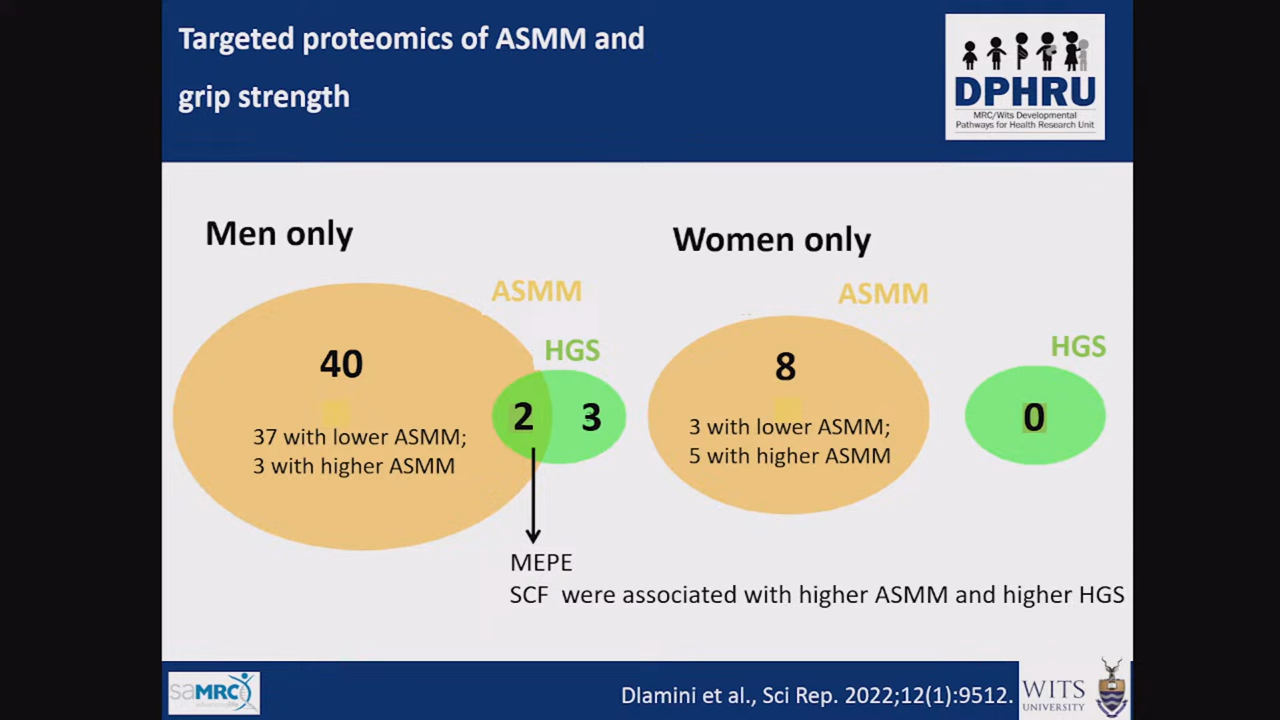 Targeted proteomics of ASMM and
grip strength
DPHRU
MRC/Wits Developmental
Pathways for Health Research Unit
Men only
Women only
ASMM
ASMM
HGS
HGS
40
8
2
3
0
37 with lower ASMM;
3 with higher ASMM
3 with lower ASMM;
5 with higher ASMM
MEPE
SCF were associated with higher ASMM and higher HGS
saMRC
Dlamini et al., Sci Rep. 2022;12(1):9512.
WITS
UNIVERSITY